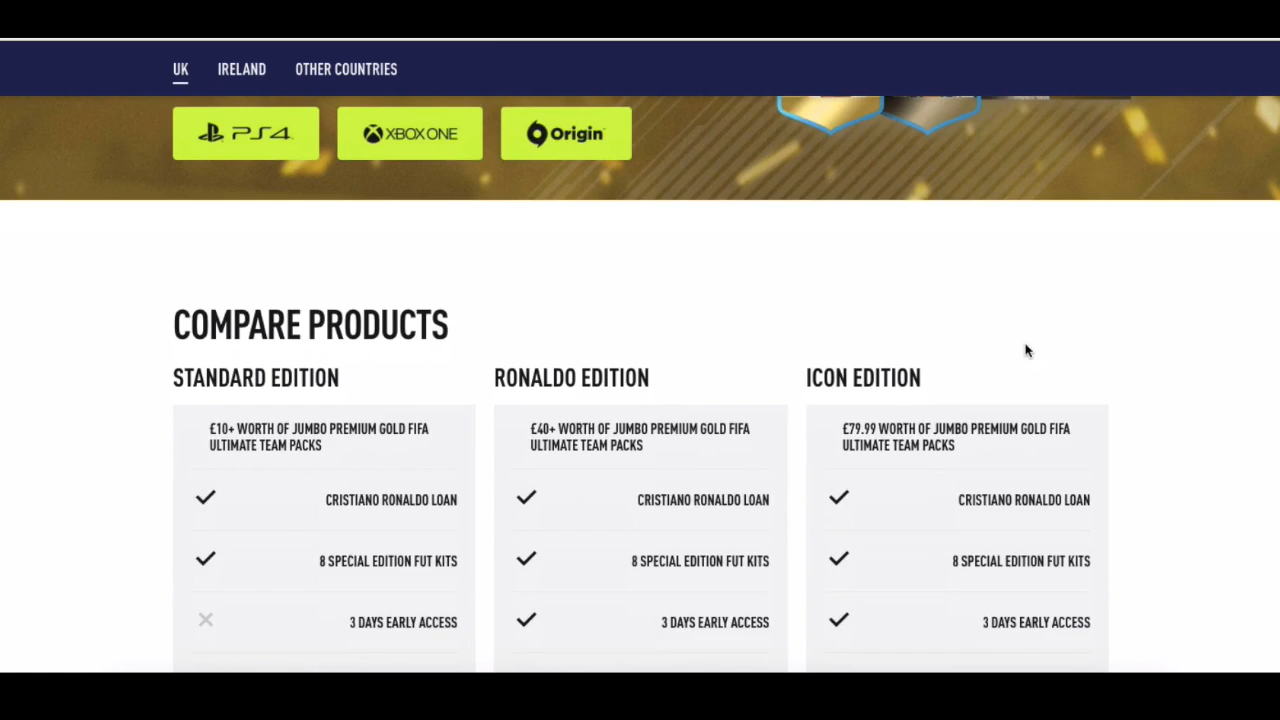 UK IRELAND OTHER COUNTRIES
PS4 XBOX ONE Origin
COMPARE PRODUCTS
STANDARD EDITION
£10+ WORTH OF JUMBO PREMIUM GOLD FIFA
ULTIMATE TEAM PACKS
CRISTIANO RONALDO LOAN
8 SPECIAL EDITION FUT KITS
3 DAYS EARLY ACCESS
RONALDO EDITION
£40+ WORTH OF JUMBO PREMIUM GOLD FIFA
ULTIMATE TEAM PACKS
CRISTIANO RONALDO LOAN
8 SPECIAL EDITION FUT KITS
3 DAYS EARLY ACCESS
ICON EDITION
£79.99 WORTH OF JUMBO PREMIUM GOLD FIFA
ULTIMATE TEAM PACKS
CRISTIANO RONALDO LOAN
8 SPECIAL EDITION FUT KITS
3 DAYS EARLY ACCESS